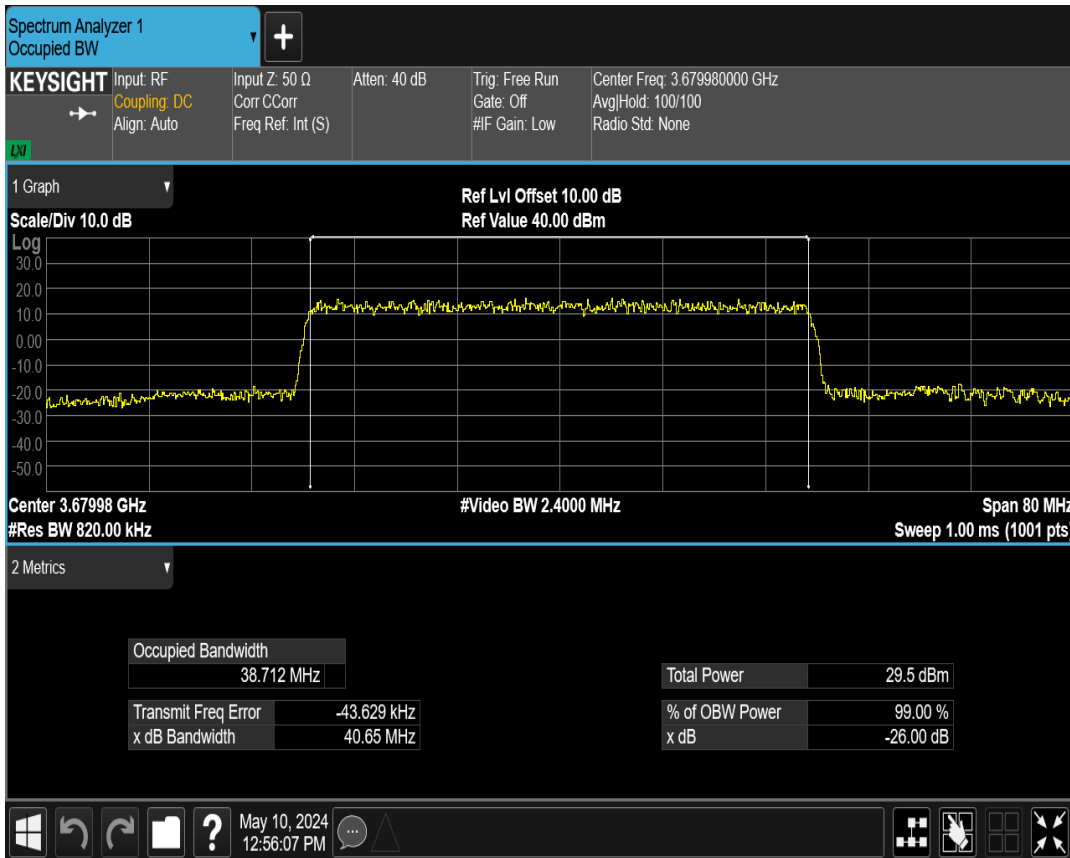 Spectrum Analyzer 1
Occupied BW
+
KEYSIGHT
LXI
Input: RF
Coupling: DC
Align: Auto
Input Z: 50 Ω
Corr CCorr
Freq Ref: Int (S)
Atten: 40 dB
Trig: Free Run
Gate: Off
#IF Gain: Low
Center Freq: 3.679980000 GHz
Avg|Hold: 100/100
Radio Std: None
1 Graph
Ref Lvl Offset 10.00 dB
Scale/Div 10.0 dB
Ref Value 40.00 dBm
Log
30.0
20.0
10.0
0.00
-10.0
-20.0
-30.0
-40.0
-50.0
Center 3.67998 GHz
#Video BW 2.4000 MHz
Span 80 MHz
#Res BW 820.00 kHz
Sweep 1.00 ms (1001 pts)
2 Metrics
Occupied Bandwidth
38.712 MHz
Total Power 29.5 dBm
Transmit Freq Error -43.629 kHz
% of OBW Power 99.00 %
x dB Bandwidth 40.65 MHz
x dB -26.00 dB
?
May 10, 2024
12:56:07 PM